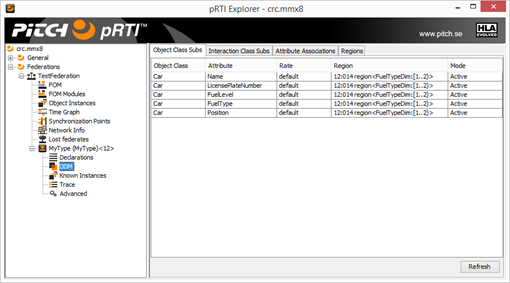 pRTI Explorer - crc.mmx8
PITCH pRTI™
www.pitch.se
HLA EVOLVED
crc.mmx8
General
Federations
TestFederation
FOM
FOM Modules
Object Instances
Time Graph
Synchronization Points
Network Info
Lost federates
MyType (MyType)<12>
Declarations
DDM
Known Instances
Trace
Advanced
Object Class Subs Interaction Class Subs Attribute Associations Regions
Object Class Attribute Rate Region Mode
Car Name default 12:014 region<FuelTypeDim:[1..2)> Active
Car LicensePlateNumber default 12:014 region<FuelTypeDim:[1..2)> Active
Car FuelLevel default 12:014 region<FuelTypeDim:[1..2)> Active
Car FuelType default 12:014 region<FuelTypeDim:[1..2)> Active
Car Position default 12:014 region<FuelTypeDim:[1..2)> Active
Refresh